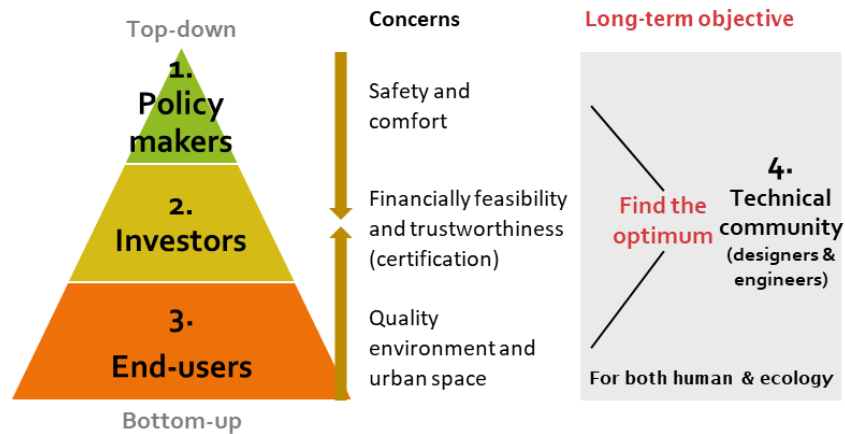 Top-down
1.
Policy
makers
2.
Investors
3.
End-users
Bottom-up
Concerns
Safety and
comfort
Financially feasibility
and trustworthiness
(certification)
Quality
environment and
urban space
Long-term objective
Find the
optimum
4.
Technical
community
(designers &
engineers)
For both human & ecology